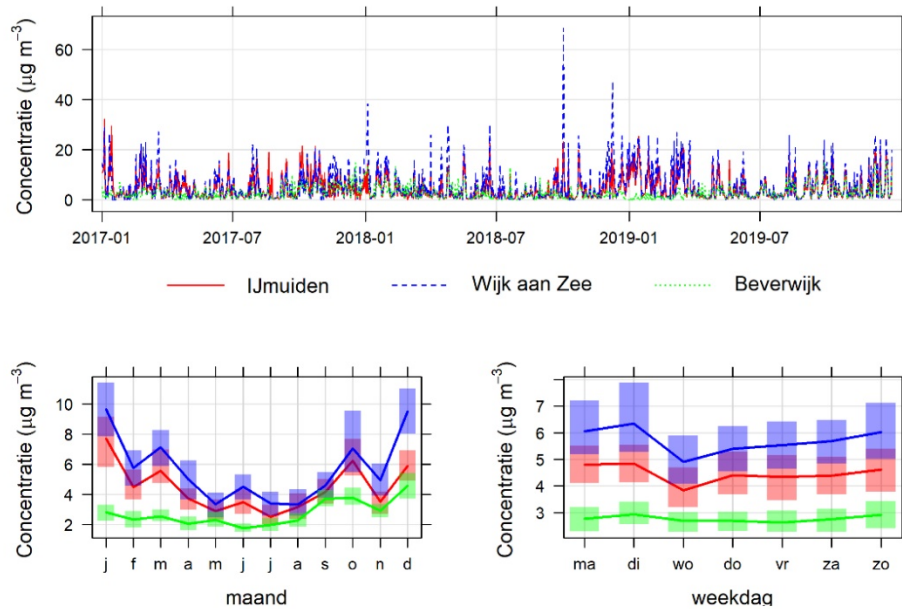 Concentratie (μg m⁻³)
60
40
20
0
2017-01 2017-07 2018-01 2018-07 2019-01 2019-07
IJmuiden Wijk aan Zee Beverwijk
Concentratie (μg m⁻³)
10
8
6
4
2
j f m a m j j a s o n d
maand
Concentratie (μg m⁻³)
7
6
5
4
3
ma di wo do vr za zo
weekdag